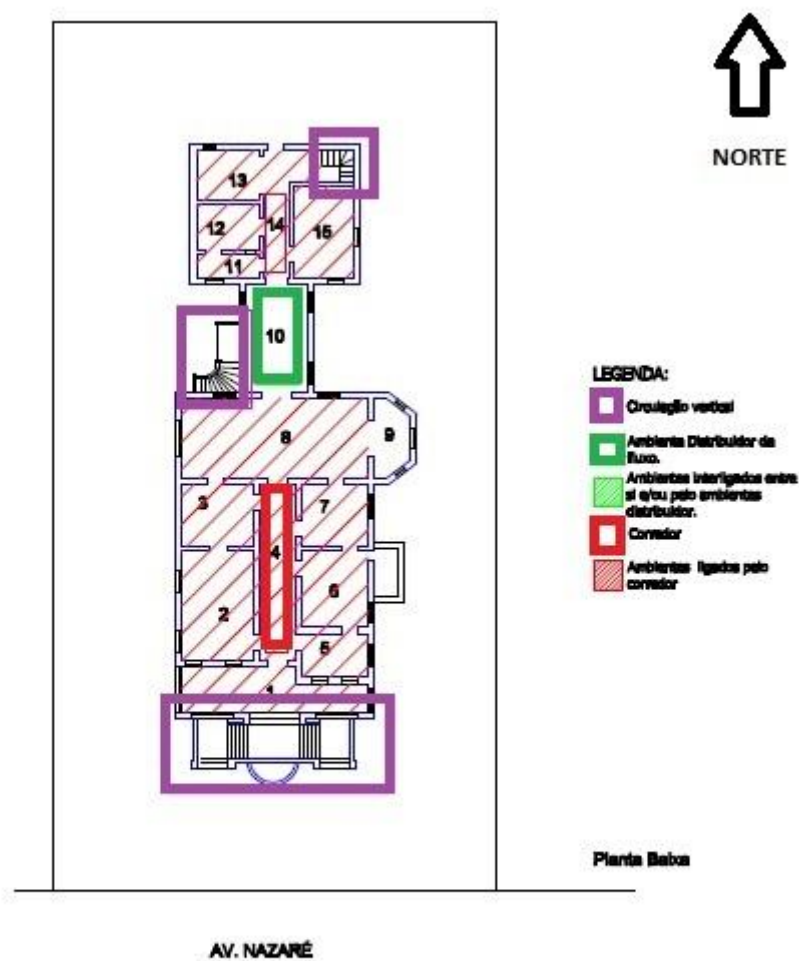 NORTE
13
14
12
15
11
10
8
9
3
7
4
6
2
5
1
LEGENDA:
Circulação vertical
Ambiente Distribuidor de
fluxo.
Ambientes interligados entre
si e/ou pelo ambientes
distribuidor.
Corredor
Ambientes ligados pelo
corredor
Planta Baixa
AV. NAZARÉ